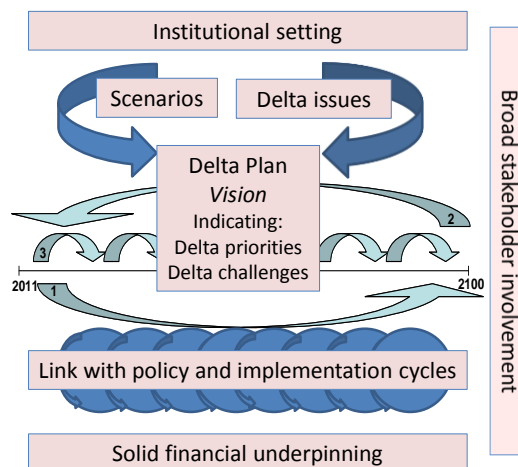 Institutional setting
Scenarios
Delta issues
Delta Plan
Vision
Indicating:
Delta priorities
Delta challenges
2
3
2011
1
2100
Link with policy and implementation cycles
Solid financial underpinning
Broad stakeholder involvement